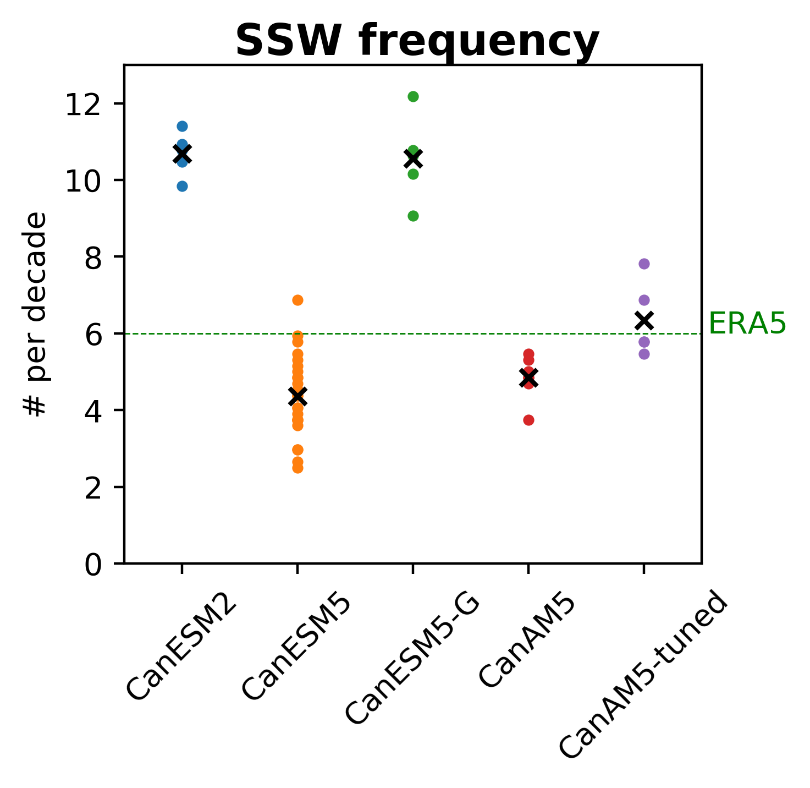 SSW frequency
# per decade
12
10
8
6
4
2
0
ERA5
CanESM2
CanESM5
CanESM5-G
CanAM5
CanAM5-tuned